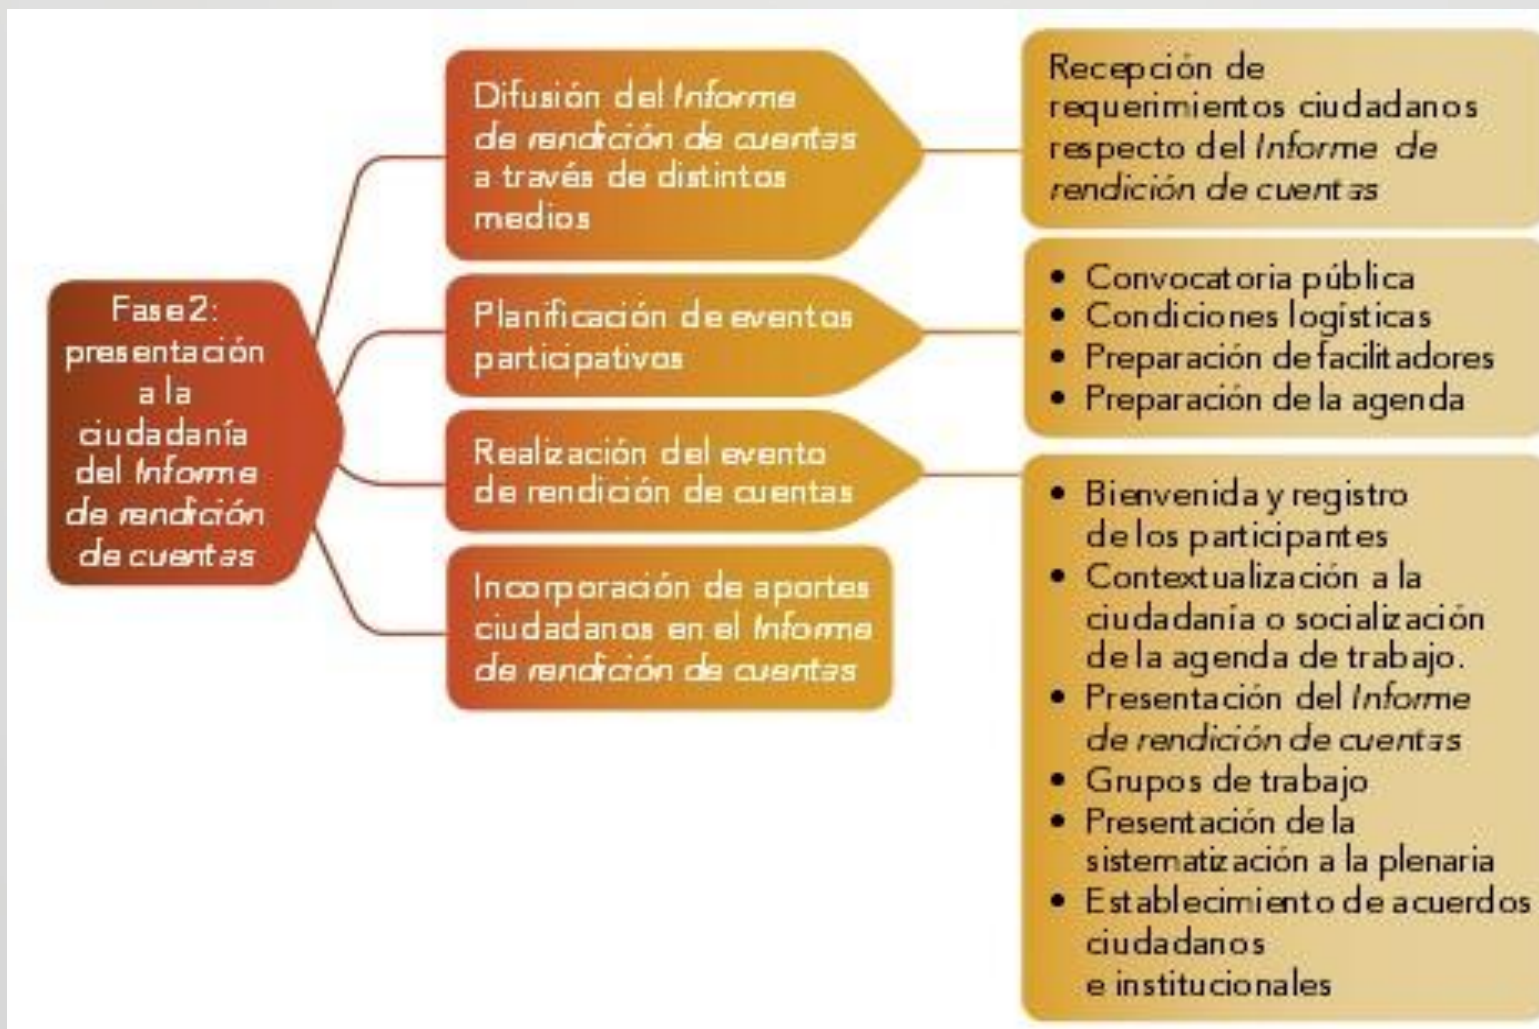 Fase 2:
presentación
a la
ciudadanía
del Informe
de rendición
de cuentas
Difusión del Informe
de rendición de cuentas
a través de distintos
medios
Recepción de
requerimientos ciudadanos
respecto del Informe de
rendición de cuentas
Planificación de eventos
participativos
• Convocatoria pública
• Condiciones logísticas
• Preparación de facilitadores
• Preparación de la agenda
Realización del evento
de rendición de cuentas
• Bienvenida y registro
de los participantes
• Contextualización a la
ciudadanía o socialización
de la agenda de trabajo.
• Presentación del Informe
de rendición de cuentas
• Grupos de trabajo
• Presentación de la
sistematización a la plenaria
• Establecimiento de acuerdos
ciudadanos
e institucionales
Incorporación de aportes
ciudadanos en el Informe
de rendición de cuentas